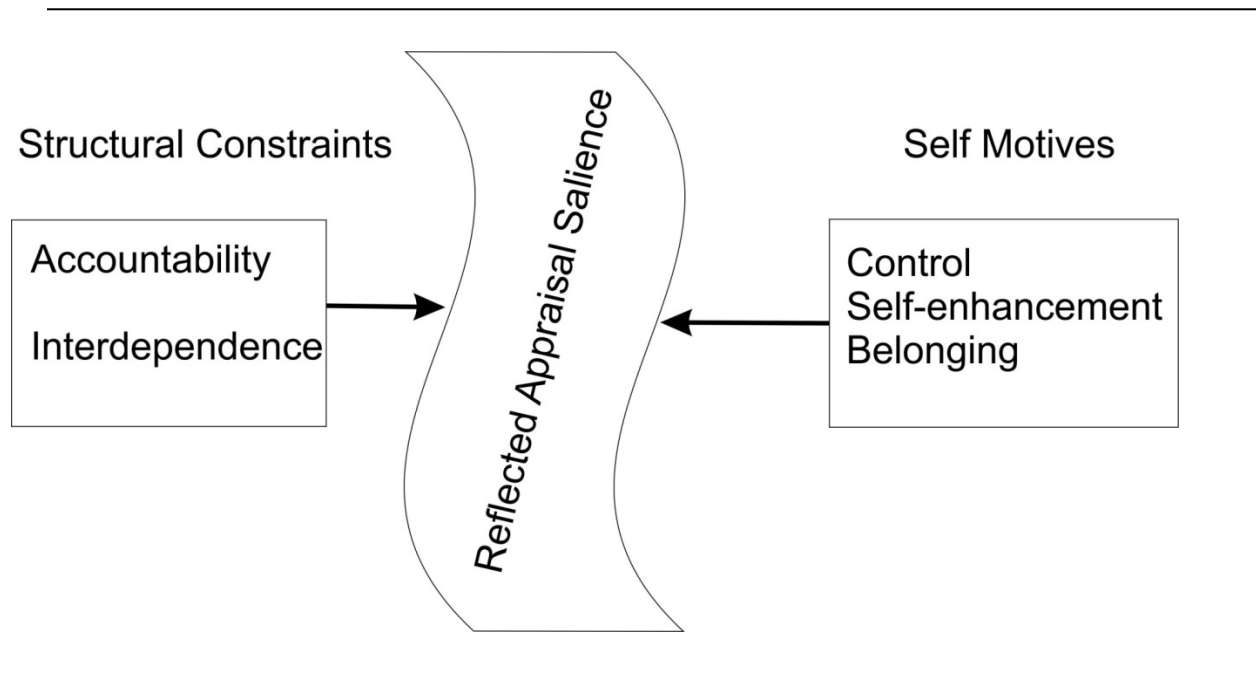 Structural Constraints
Accountability
Interdependence
Reflected Appraisal Salience
Self Motives
Control
Self-enhancement
Belonging